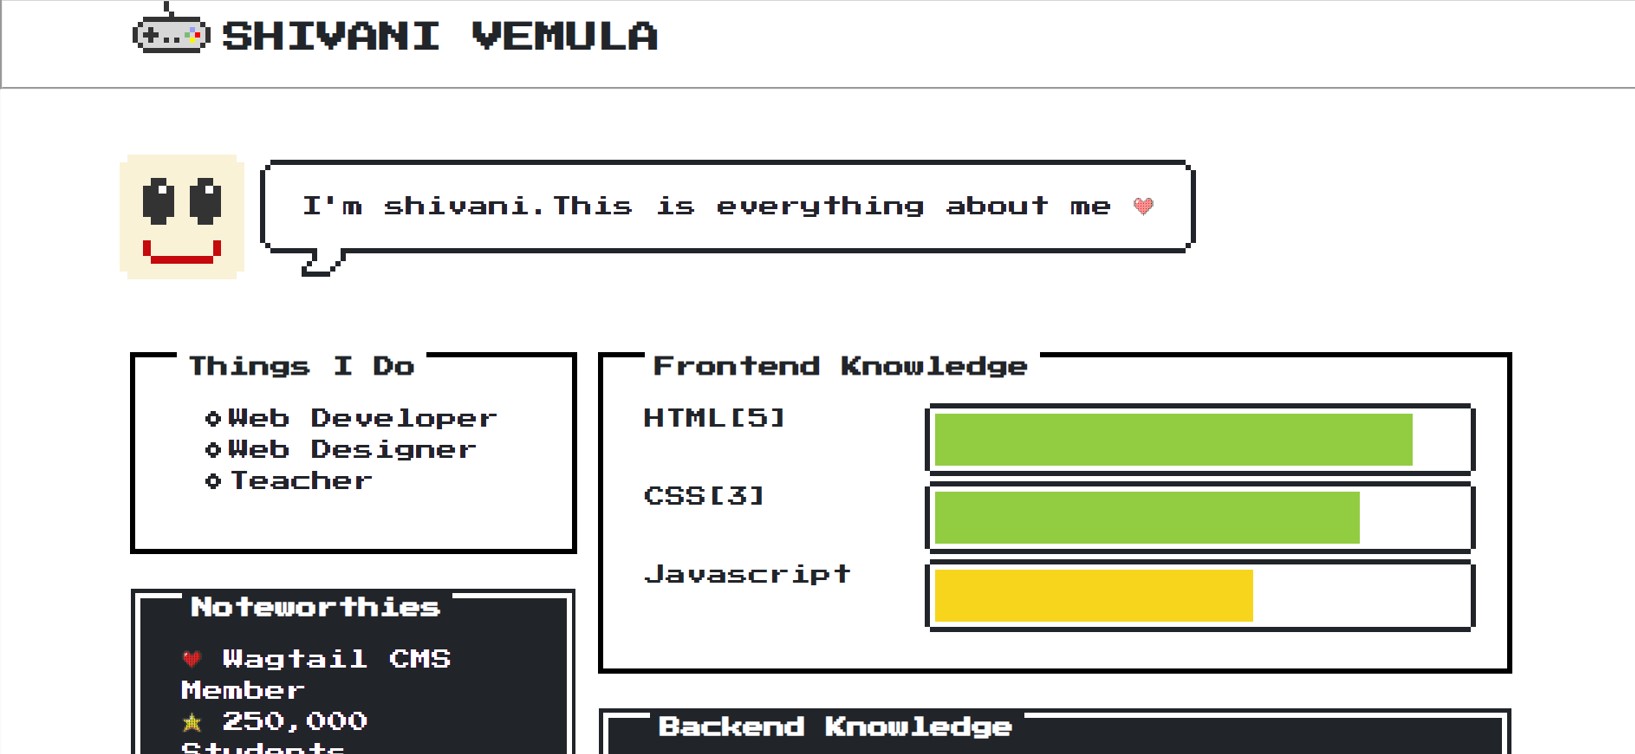 SHIVANI VEMULA
I'm shivani.This is everything about me
Things I Do
Web Developer
Web Designer
Teacher
Noteworthies
Wagtail CMS
Member
250,000
Students
Frontend Knowledge
HTML[5]
CSS[3]
Javascript
Backend Knowledge